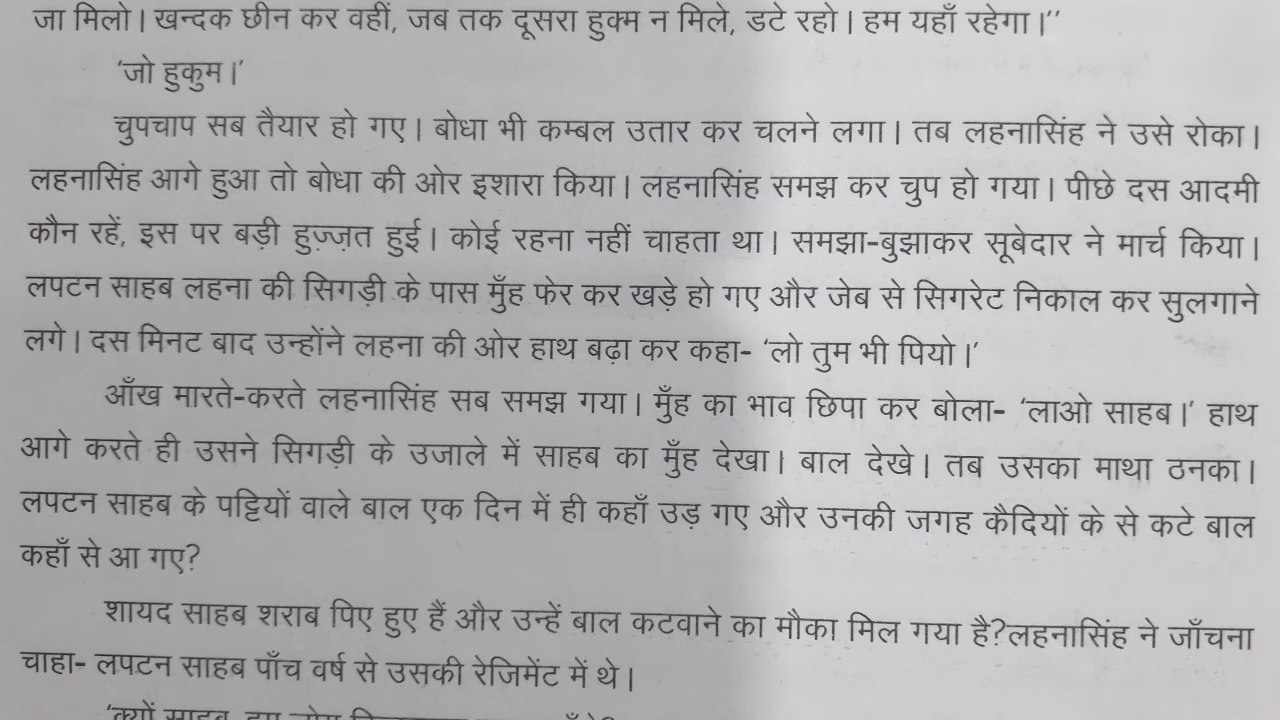 जा मिलो। खन्दक छीन कर वहीं, जब तक दूसरा हुक्म न मिले, डटे रहो। हम यहाँ रहेगा।’’
‘जो हुकुम।’
चुपचाप सब तैयार हो गए। बोधा भी कम्बल उतार कर चलने लगा। तब लहनासिंह ने उसे रोका।
लहनासिंह आगे हुआ तो बोधा की ओर इशारा किया। लहनासिंह समझ कर चुप हो गया। पीछे दस आदमी
कौन रहें, इस पर बड़ी हुज़्ज़त हुई। कोई रहना नहीं चाहता था। समझा-बुझाकर सूबेदार ने मार्च किया।
लपटन साहब लहना की सिगड़ी के पास मुँह फेर कर खड़े हो गए और जेब से सिगरेट निकाल कर सुलगाने
लगे। दस मिनट बाद उन्होंने लहना की ओर हाथ बढ़ा कर कहा- ‘लो तुम भी पियो।’
आँख मारते-करते लहनासिंह सब समझ गया। मुँह का भाव छिपा कर बोला- ‘लाओ साहब।’ हाथ
आगे करते ही उसने सिगड़ी के उजाले में साहब का मुँह देखा। बाल देखे। तब उसका माथा ठनका।
लपटन साहब के पट्टियों वाले बाल एक दिन में ही कहाँ उड़ गए और उनकी जगह कैदियों के से कटे बाल
कहाँ से आ गए?
शायद साहब शराब पिए हुए हैं और उन्हें बाल कटवाने का मौका मिल गया है?लहनासिंह ने जाँचना
चाहा- लपटन साहब पाँच वर्ष से उसकी रेजिमेंट में थे।
‘क्यों साहब,